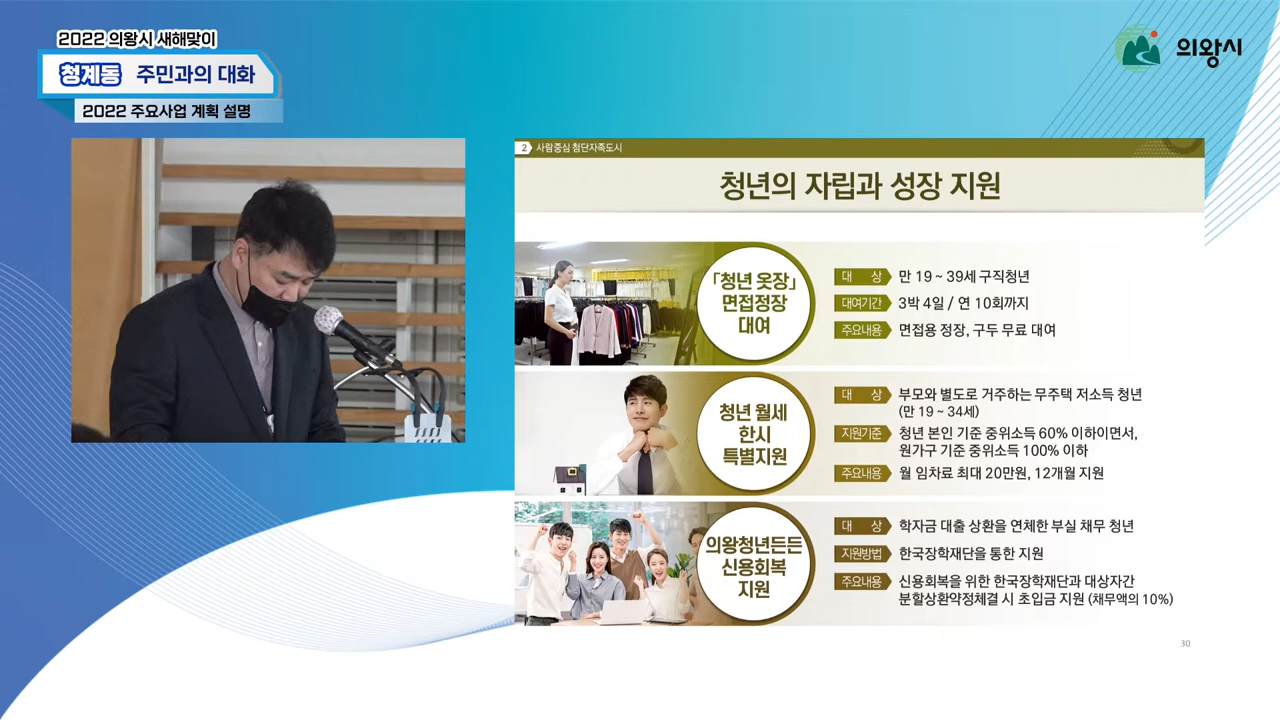 2022 의왕시 새해맞이
청계동 주민과의 대화
2022 주요사업 계획 설명
의왕시
2 사람중심 첨단자족도시
청년의 자립과 성장 지원
「청년 옷장」
면접정장
대여
대 상 만 19 ~ 39세 구직청년
대여기간 3박 4일 / 연 10회까지
주요내용 면접용 정장, 구두 무료 대여
청년 월세
한시
특별지원
대 상 부모와 별도로 거주하는 무주택 저소득 청년
(만 19 ~ 34세)
지원기준 청년 본인 기준 중위소득 60% 이하이면서,
원가구 기준 중위소득 100% 이하
주요내용 월 임차료 최대 20만원, 12개월 지원
의왕청년든든
신용회복
지원
대 상 학자금 대출 상환을 연체한 부실 채무 청년
지원방법 한국장학재단을 통한 지원
주요내용 신용회복을 위한 한국장학재단과 대상자간
분할상환약정체결 시 초입금 지원 (채무액의 10%)
30